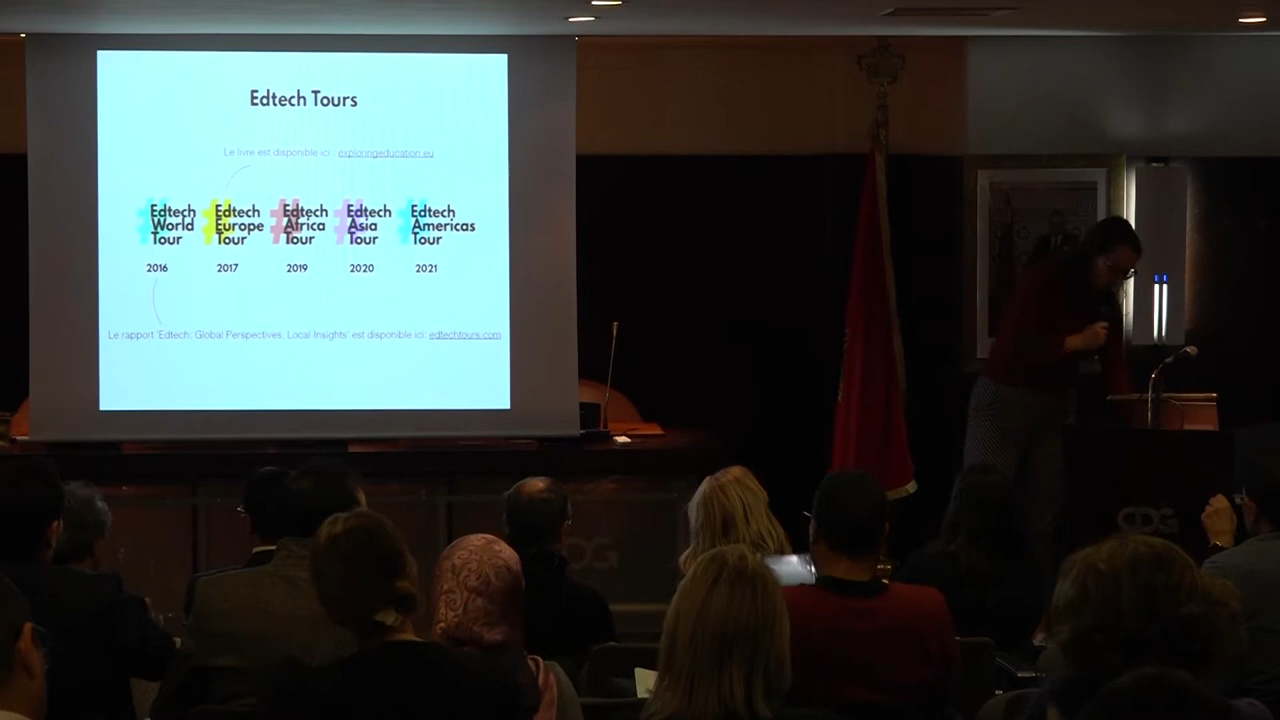 Edtech Tours
Le livre est disponible ici : exploringeducation.eu
#Edtech World Tour
#Edtech Europe Tour
#Edtech Africa Tour
#Edtech Asia Tour
#Edtech Americas Tour
2016 2017 2019 2020 2021
Le rapport 'Edtech: Global Perspectives, Local Insights' est disponible ici: edtechtours.com
CDG
CDG